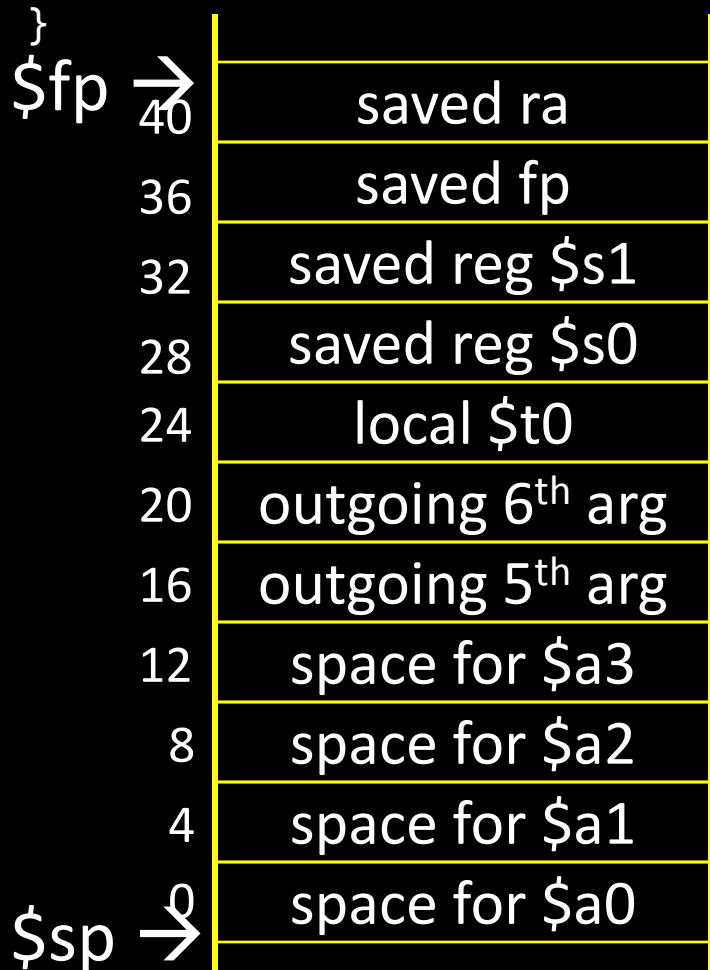 }
$fp →
40 saved ra
36 saved fp
32 saved reg $s1
28 saved reg $s0
24 local $t0
20 outgoing 6th arg
16 outgoing 5th arg
12 space for $a3
8 space for $a2
4 space for $a1
0 space for $a0
$sp →